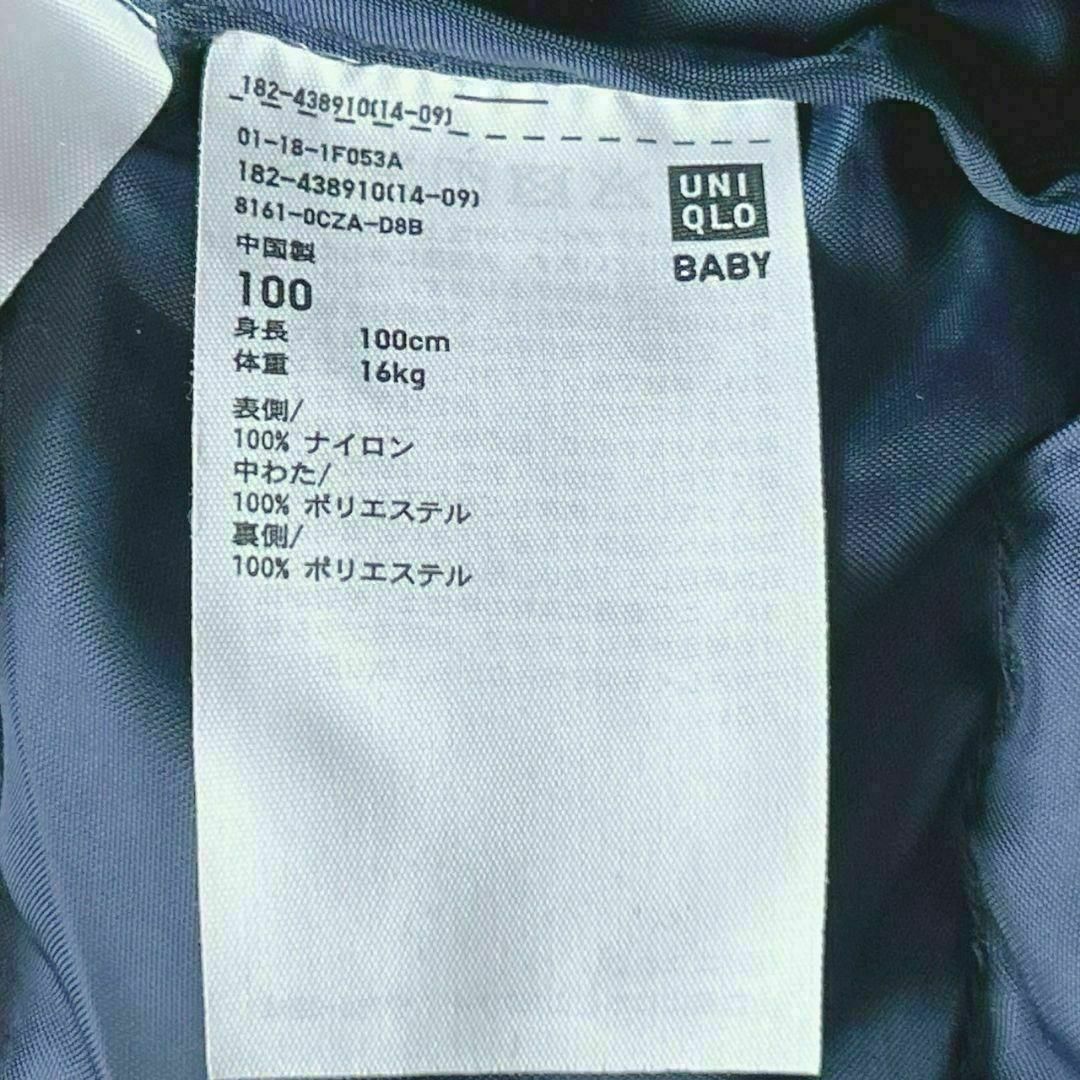 182-438910(14-09)
01-18-1F053A
182-438910(14-09)
8161-0CZA-D8B
中国製
100
身長 100cm
体重 16kg
表側/
100% ナイロン
中わた/
100% ポリエステル
裏側/
100% ポリエステル
UNI
QLO
BABY